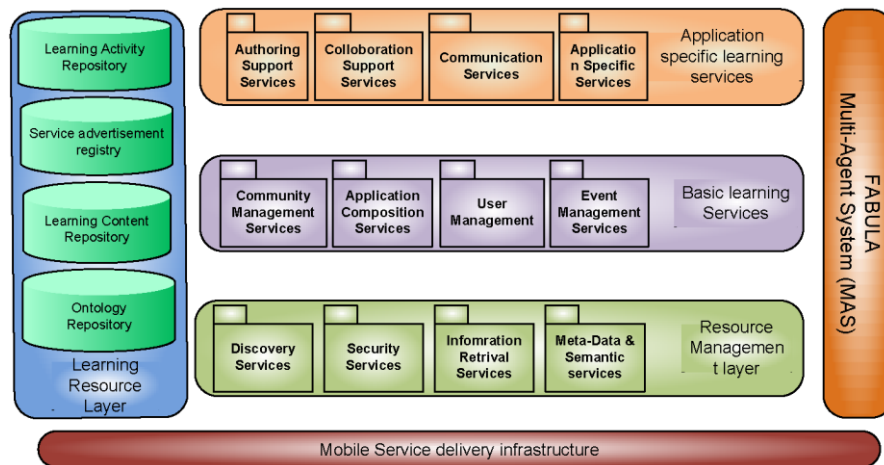 Learning Activity
Repository
Service advertisement
registry
Learning Content
Repository
Ontology
Repository
Learning
Resource
Layer
Authoring
Support
Services
Colloboration
Support
Services
Communication
Services
Applicatio
n Specific
Services
Application
specific learning
services
Community
Management
Services
Application
Composition
Services
User
Management
Event
Management
Services
Basic learning
Services
Discovery
Services
Security
Services
Infomration
Retrival
Services
Meta-Data &
Semantic
services
Resource
Managemen
t layer
FABULA
Multi-Agent System (MAS)
Mobile Service delivery infrastructure